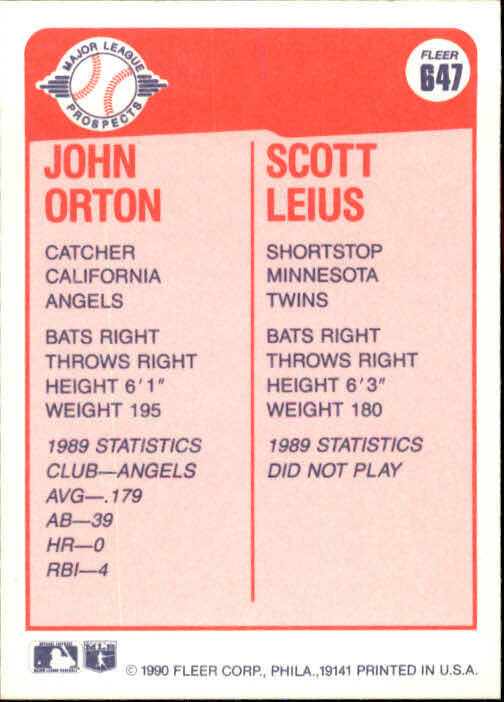 MAJOR LEAGUE
PROSPECTS
FLEER
647
JOHN
ORTON
CATCHER
CALIFORNIA
ANGELS
BATS RIGHT
THROWS RIGHT
HEIGHT 6'1"
WEIGHT 195
1989 STATISTICS
CLUB—ANGELS
AVG—.179
AB—39
HR—0
RBI—4
SCOTT
LEIUS
SHORTSTOP
MINNESOTA
TWINS
BATS RIGHT
THROWS RIGHT
HEIGHT 6'3"
WEIGHT 180
1989 STATISTICS
DID NOT PLAY
© 1990 FLEER CORP., PHILA.,19141 PRINTED IN U.S.A.